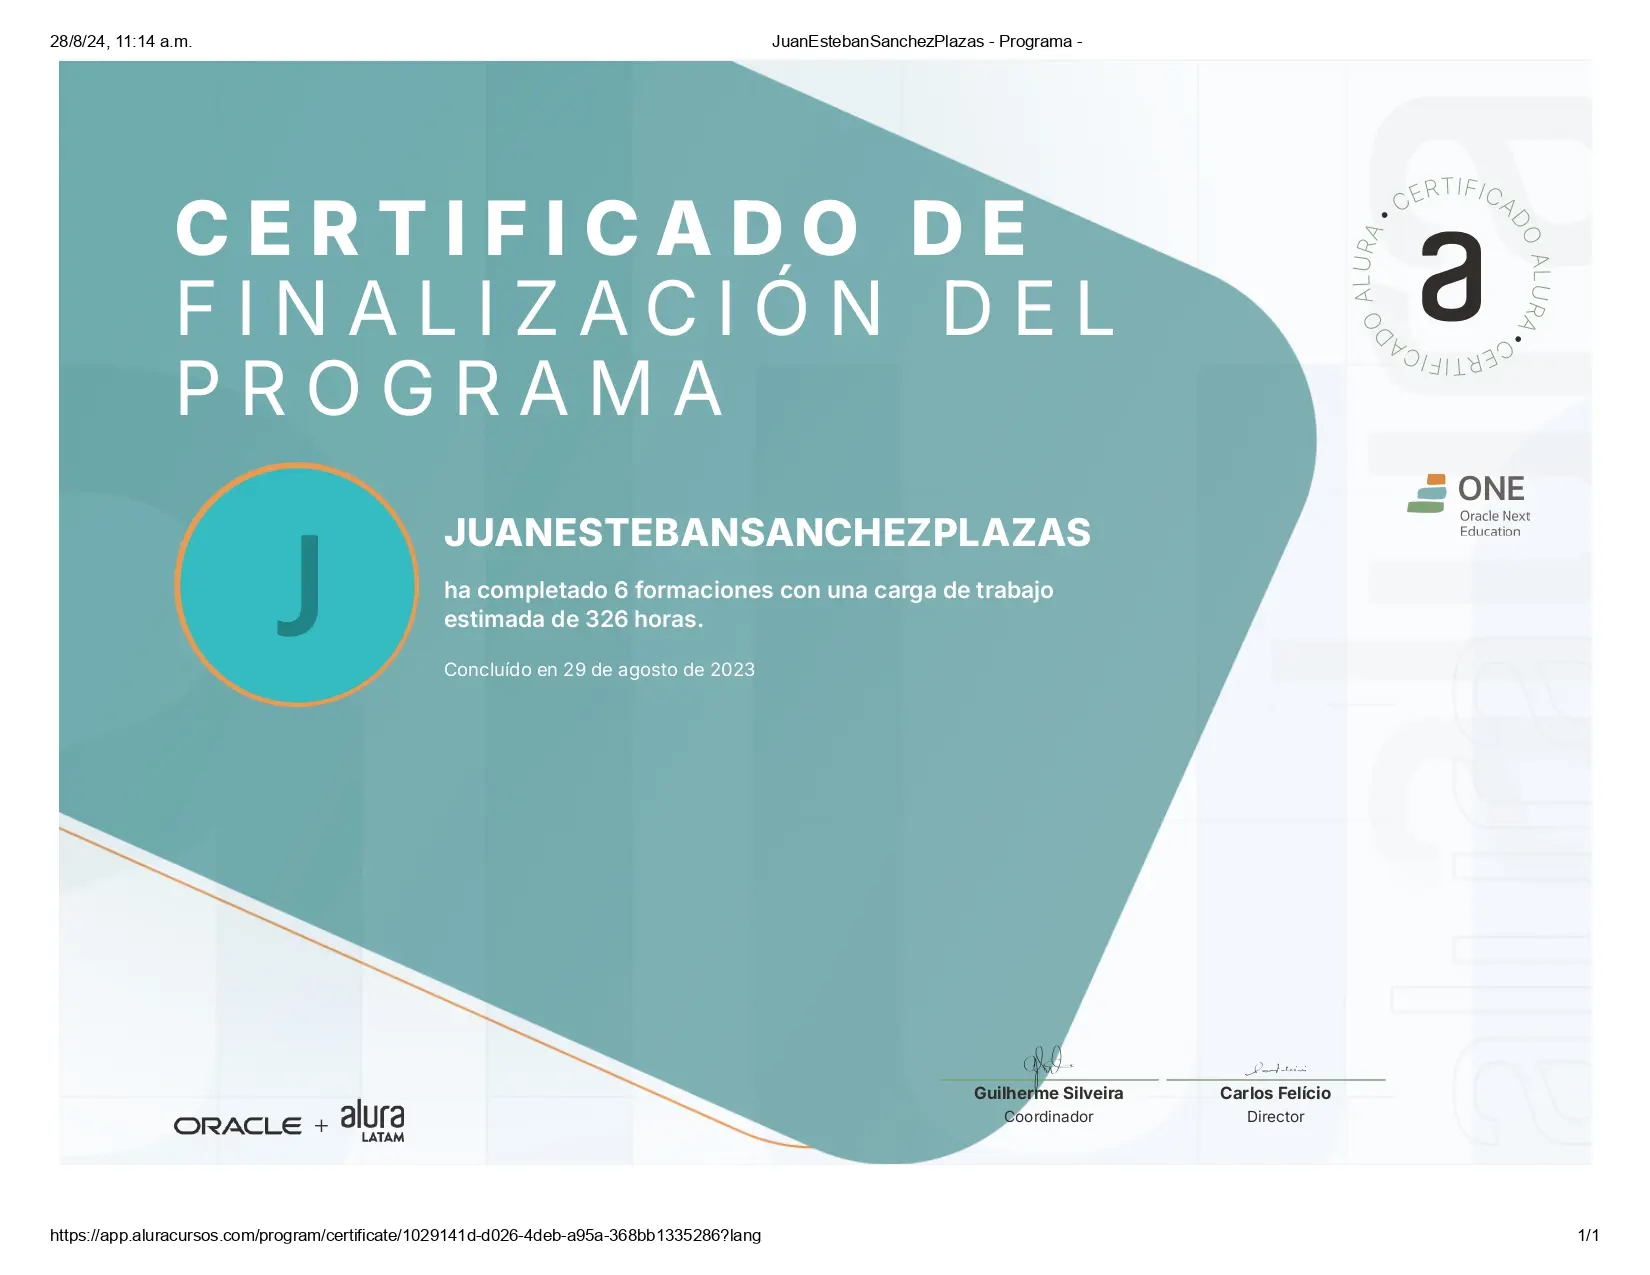 28/8/24, 11:14 a.m.
JuanEstebanSanchezPlazas - Programa -
CERTIFICADO DE
FINALIZACIÓN DEL
PROGRAMA
CERTIFICADO ALURA • CERTIFICADO ALURA •
a
ONE
Oracle Next
Education
J
JUANESTEBANSANCHEZPLAZAS
ha completado 6 formaciones con una carga de trabajo
estimada de 326 horas.
Concluído en 29 de agosto de 2023
Guilherme Silveira
Coordinador
Carlos Felício
Director
ORACLE + alura
LATAM
https://app.aluracursos.com/program/certificate/1029141d-d026-4deb-a95a-368bb1335286?lang
1/1